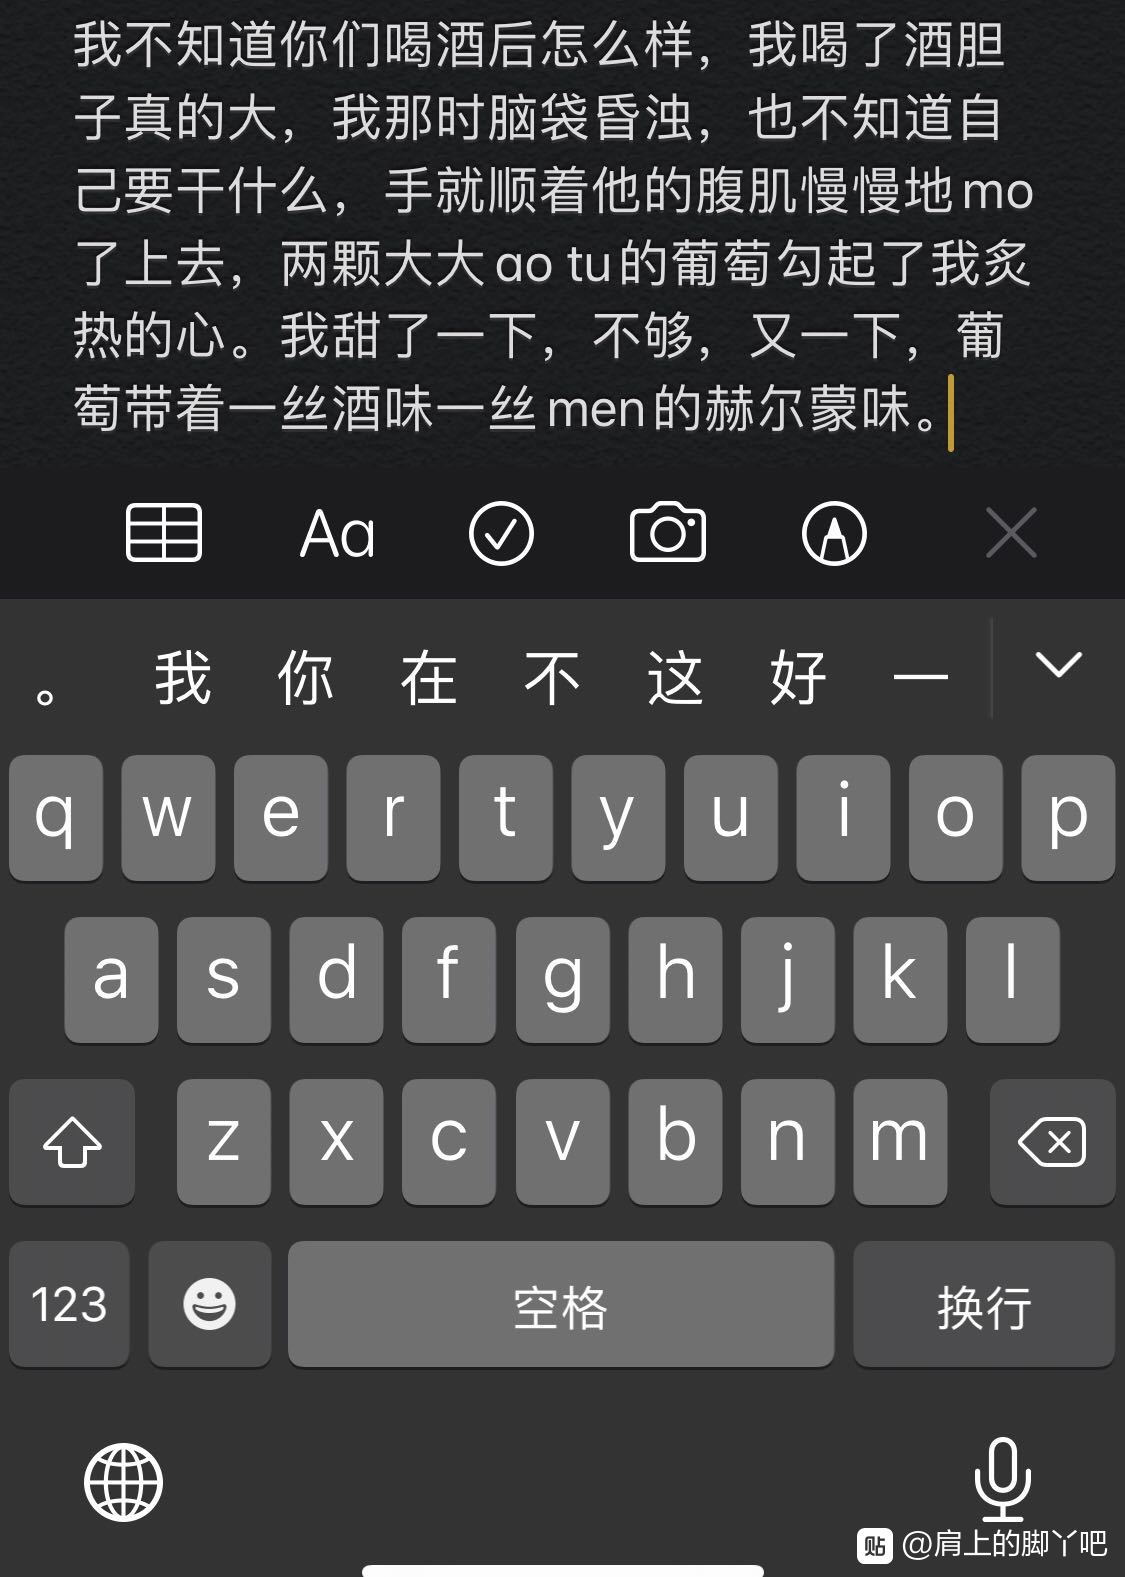 我不知道你们喝酒后怎么样，我喝了酒胆
子真的大，我那时脑袋昏浊，也不知道自
己要干什么，手就顺着他的腹肌慢慢地mo
了上去，两颗大大ao tu的葡萄勾起了我炙
热的心。我甜了一下，不够，又一下，葡
萄带着一丝酒味一丝men的赫尔蒙味。
Aa
。 我 你 在 不 这 好 一
q w e r t y u i o p
a s d f g h j k l
z x c v b n m
123 空格 换行
贴 @肩上的脚丫吧